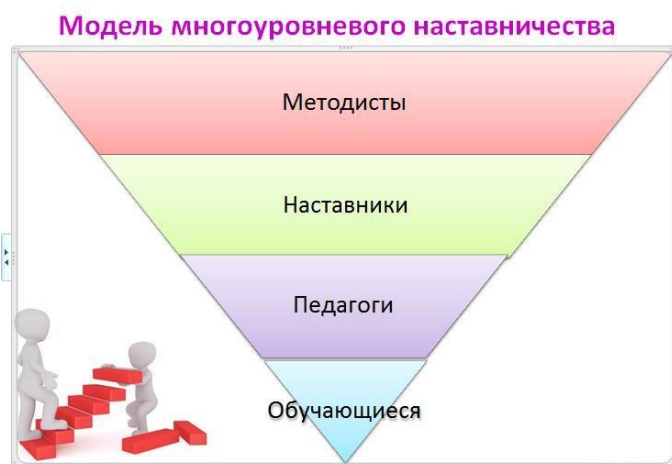 Модель многоуровневого наставничества
Методисты
Наставники
Педагоги
Обучающиеся